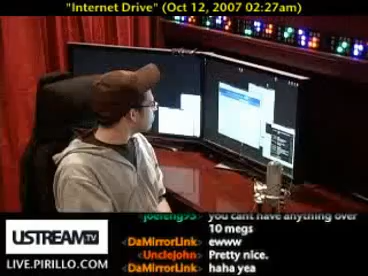 "Internet Drive" (Oct 12, 2007 02:27am)
joefeng95> you cant have anything over
10 megs
<DaMirrorLink> ewww
<UncleJohn> Pretty nice.
<DaMirrorLink> haha yea
USTREAM TV
LIVE.PIRILLO.COM